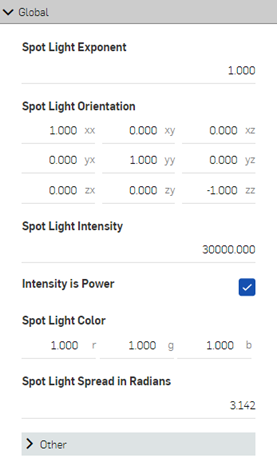 Global
Spot Light Exponent
1.000
Spot Light Orientation
1.000 xx 0.000 xy 0.000 xz
0.000 yx 1.000 yy 0.000 yz
0.000 zx 0.000 zy -1.000 zz
Spot Light Intensity
30000.000
Intensity is Power
Spot Light Color
1.000 r 1.000 g 1.000 b
Spot Light Spread in Radians
3.142
Other